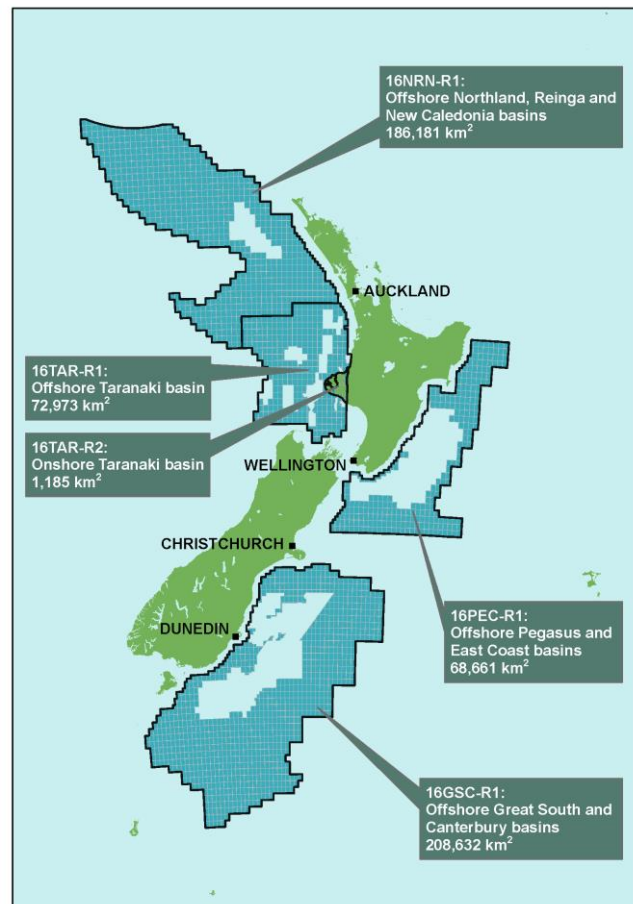 16NRN-R1:
Offshore Northland, Reinga and
New Caledonia basins
186,181 km²
AUCKLAND
16TAR-R1:
Offshore Taranaki basin
72,973 km²
16TAR-R2:
Onshore Taranaki basin
1,185 km²
WELLINGTON
CHRISTCHURCH
DUNEDIN
16PEC-R1:
Offshore Pegasus and
East Coast basins
68,661 km²
16GSC-R1:
Offshore Great South and
Canterbury basins
208,632 km²